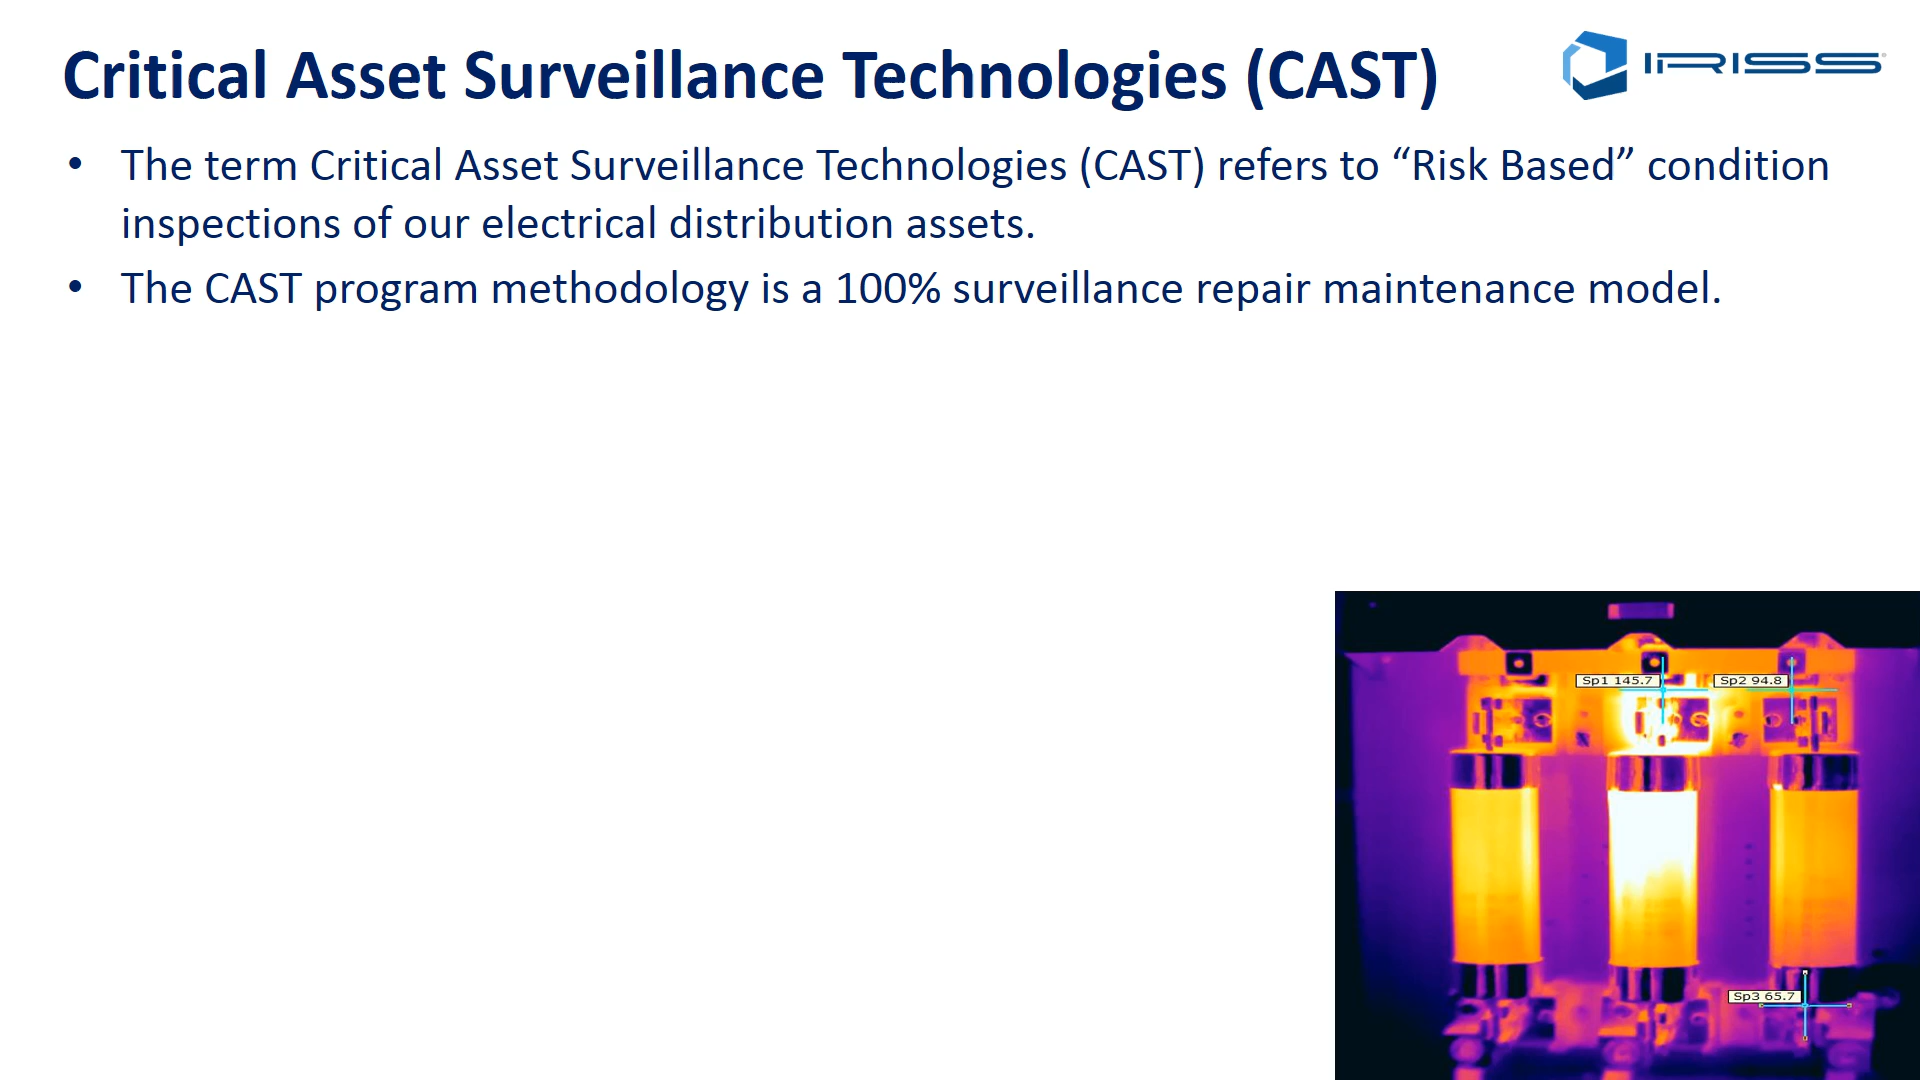 Critical Asset Surveillance Technologies (CAST)
IRISS
• The term Critical Asset Surveillance Technologies (CAST) refers to “Risk Based” condition
inspections of our electrical distribution assets.
• The CAST program methodology is a 100% surveillance repair maintenance model.
Sp1 145.7
Sp2 94.8
Sp3 65.7